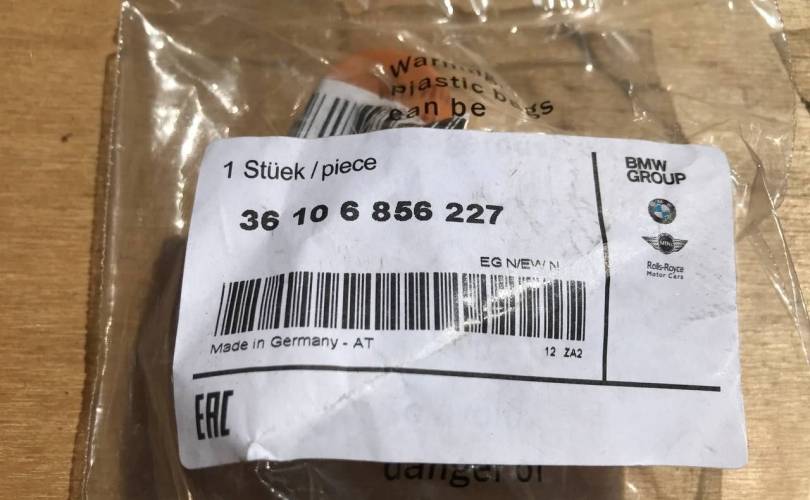 Warning
Plastic bags
can be
1 Stüek / piece
36 10 6 856 227
EG N/EW N
Made in Germany - AT
12 ZA2
EAC
BMW
GROUP
MINI
Rolls-Royce
Motor Cars
danger of